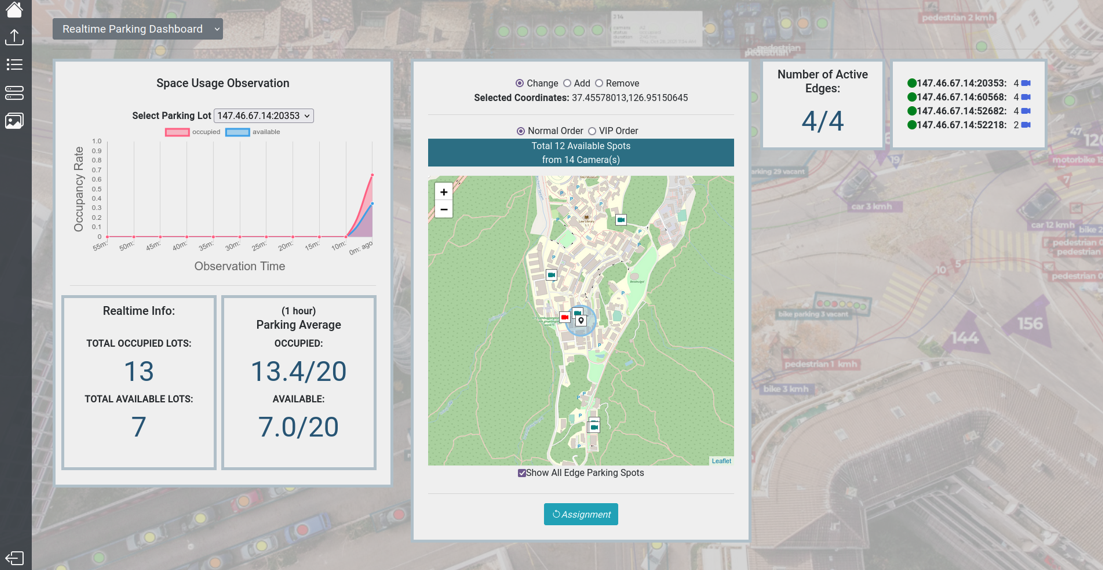 Realtime Parking Dashboard
Space Usage Observation
Select Parking Lot 147.46.67.14:20353
occupied available
Occupancy Rate
1.0
0.9
0.8
0.7
0.6
0.5
0.4
0.3
0.2
0.1
0
55m: 50m: 45m: 40m: 35m: 30m: 25m: 20m: 15m: 10m: 0m: ago
Observation Time
Realtime Info:
TOTAL OCCUPIED LOTS:
13
TOTAL AVAILABLE LOTS:
7
(1 hour)
Parking Average
OCCUPIED:
13.4/20
AVAILABLE:
7.0/20
Change Add Remove
Selected Coordinates: 37.45578013,126.95150645
Normal Order VIP Order
Total 12 Available Spots
from 14 Camera(s)
+
−
Leaflet
Show All Edge Parking Spots
Assignment
Number of Active
Edges:
4/4
147.46.67.14:20353: 4
147.46.67.14:60568: 4
147.46.67.14:52682: 4
147.46.67.14:52218: 2
pedestrian 2 kmh
pedestrian
motorbike
car 3 kmh
car 12 kmh
bike 2
pedestrian
10
5
bike parking 3 vacant
144
156
pedestrian 1 kmh
bike 3 kmh